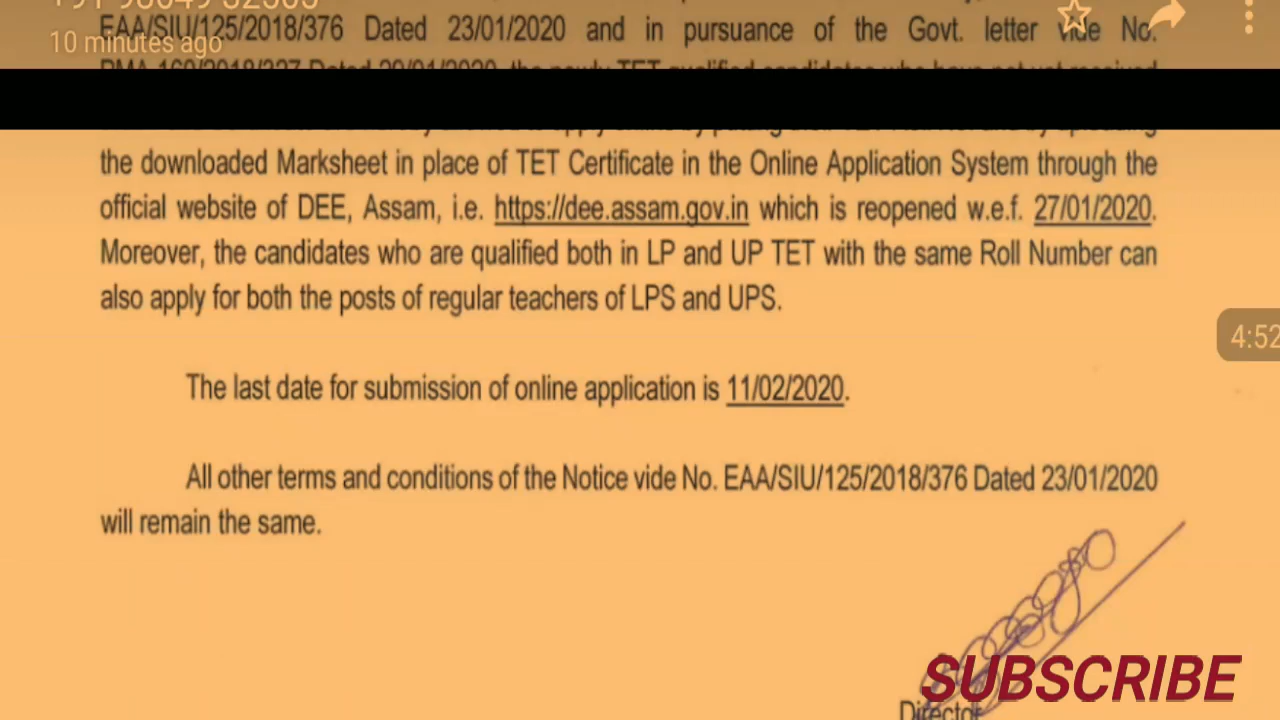 EAA/SIU/125/2018/376 Dated 23/01/2020 and in pursuance of the Govt. letter vide No.
10 minutes ago
the downloaded Marksheet in place of TET Certificate in the Online Application System through the
official website of DEE, Assam, i.e. https://dee.assam.gov.in which is reopened w.e.f. 27/01/2020.
Moreover, the candidates who are qualified both in LP and UP TET with the same Roll Number can
also apply for both the posts of regular teachers of LPS and UPS.
4:52
The last date for submission of online application is 11/02/2020.
All other terms and conditions of the Notice vide No. EAA/SIU/125/2018/376 Dated 23/01/2020
will remain the same.
SUBSCRIBE
Director